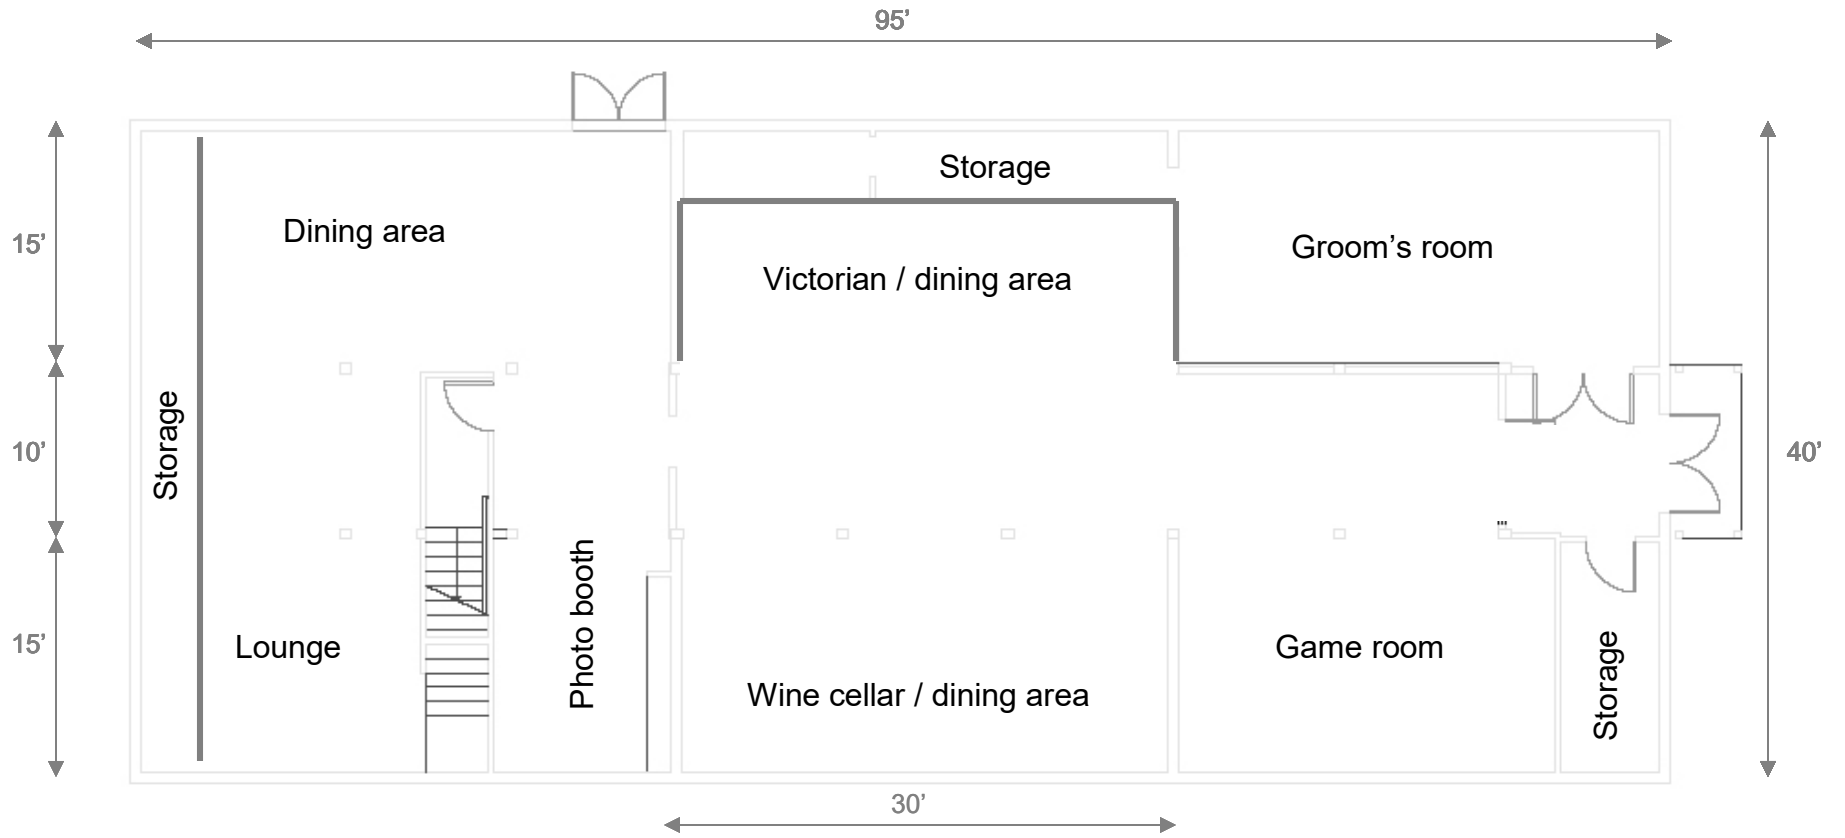 95’
Storage
Dining area
15’
Groom’s room
Victorian / dining area
Storage
10’
40’
Photo booth
15’
Lounge
Game room
Storage
Wine cellar / dining area
30’